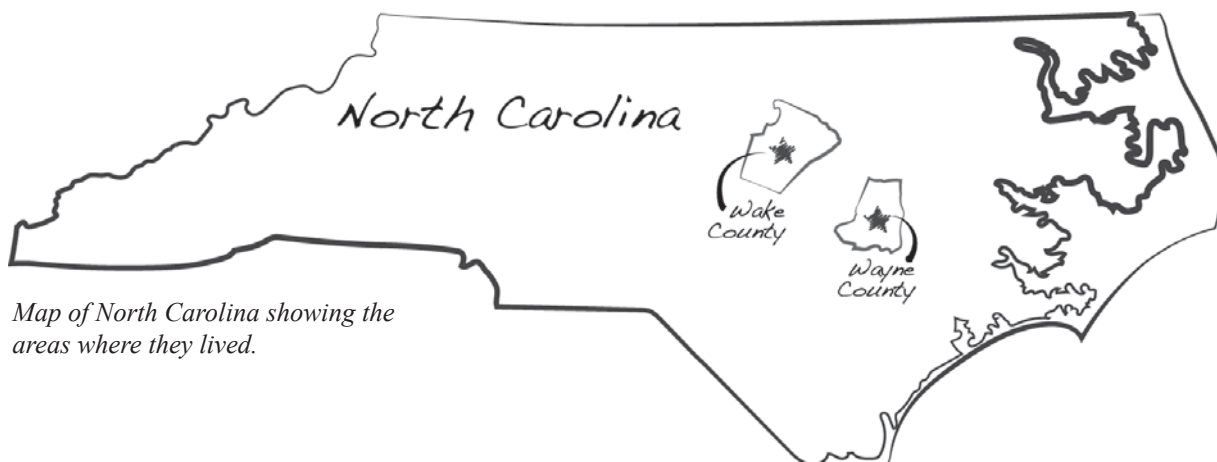 North Carolina
Wake
County
Wayne
County
Map of North Carolina showing the
areas where they lived.